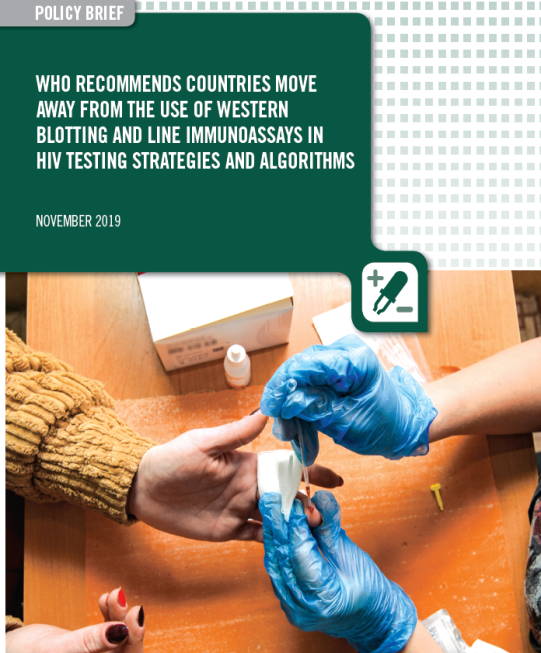 POLICY BRIEF
WHO RECOMMENDS COUNTRIES MOVE
AWAY FROM THE USE OF WESTERN
BLOTTING AND LINE IMMUNOASSAYS IN
HIV TESTING STRATEGIES AND ALGORITHMS
NOVEMBER 2019